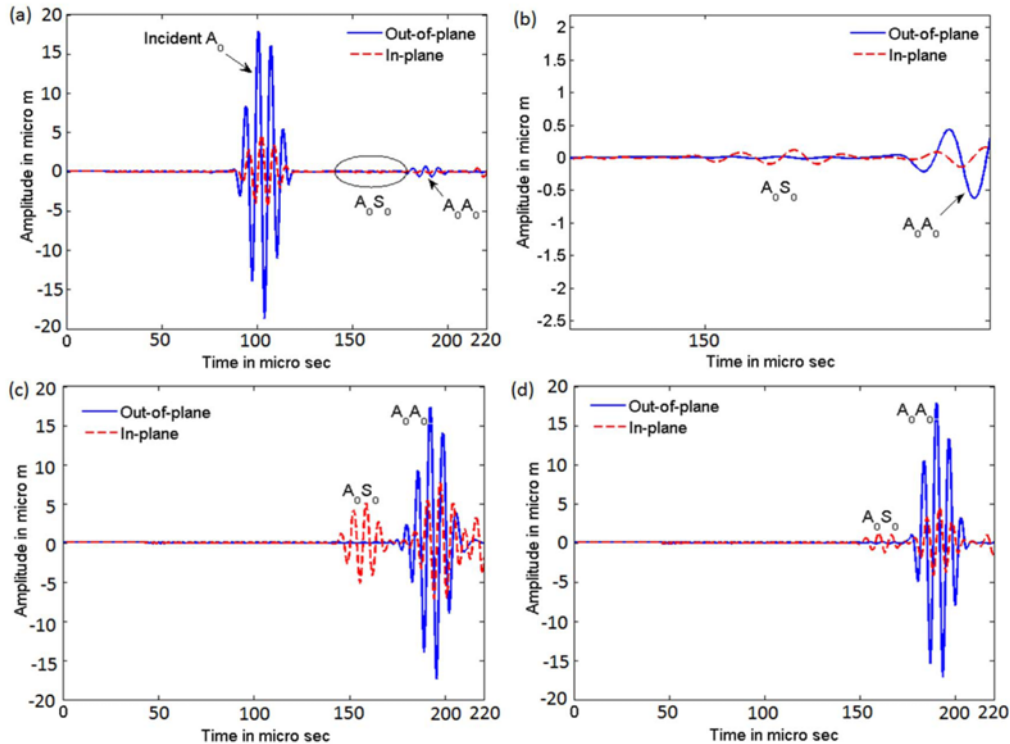 (a)
20
15
10
5
0
-5
-10
-15
-20
Amplitude in micro m
Incident A₀
Out-of-plane
In-plane
A₀S₀
A₀A₀
0
50
100
150
200
220
Time in micro sec
(b)
2
1.5
1
0.5
0
-0.5
-1
-1.5
-2
-2.5
Amplitude in micro m
Out-of-plane
In-plane
A₀S₀
A₀A₀
150
Time in micro sec
(c)
20
15
10
5
0
-5
-10
-15
-20
Amplitude in micro m
Out-of-plane
In-plane
A₀A₀
A₀S₀
0
50
100
150
200
220
Time in micro sec
(d)
20
15
10
5
0
-5
-10
-15
-20
Amplitude in micro m
Out-of-plane
In-plane
A₀A₀
A₀S₀
0
50
100
150
200
220
Time in micro sec